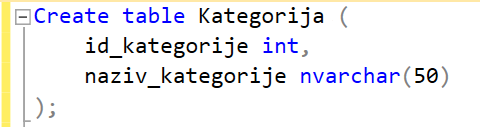 Create table Kategorija (
id_kategorije int,
naziv_kategorije nvarchar(50)
);